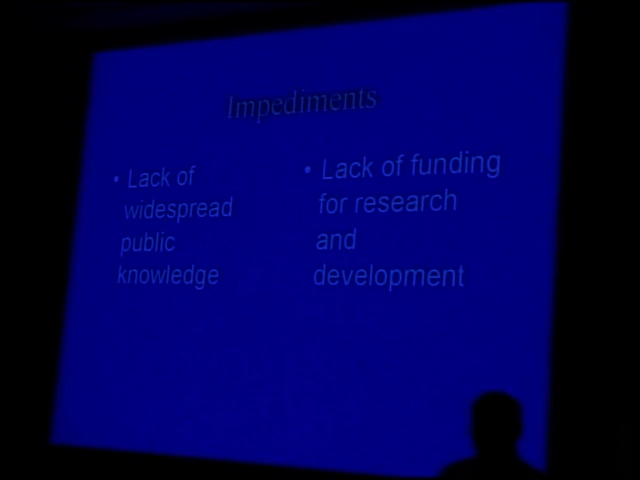 Impediments
• Lack of
widespread
public
knowledge
• Lack of funding
for research
and
development